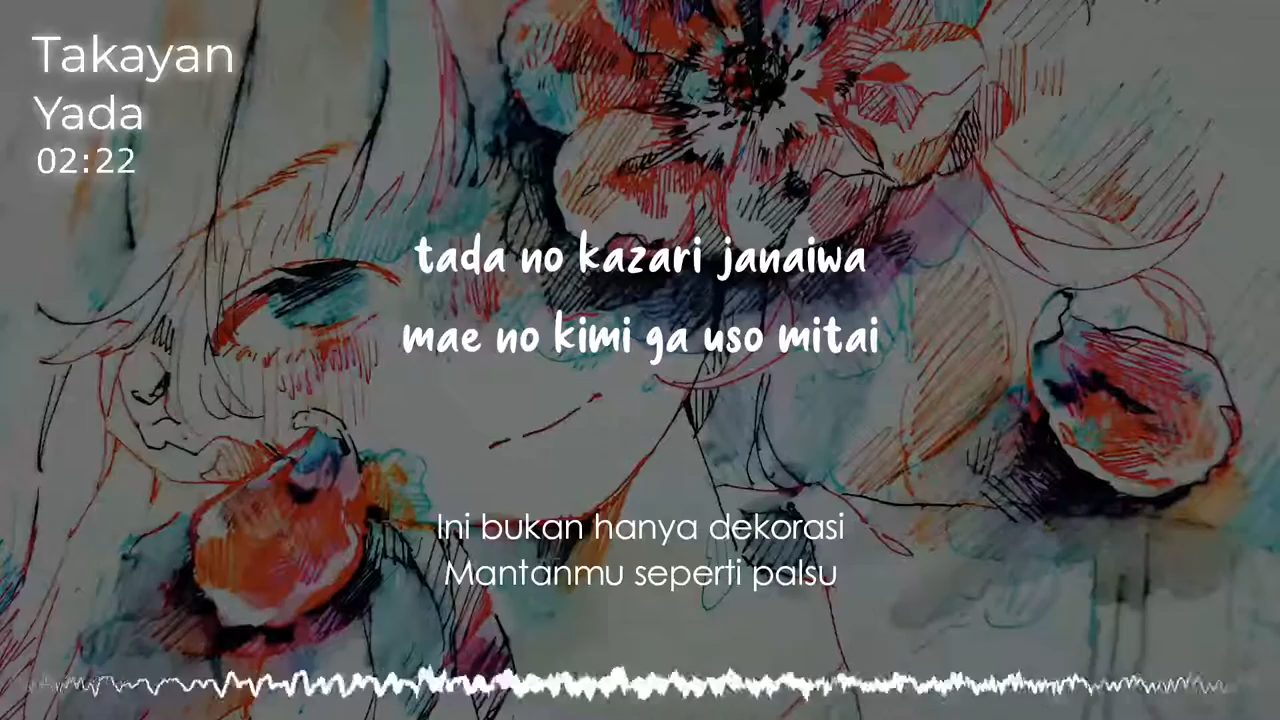 Takayan
Yada
02:22
tada no kazari janaiwa
mae no kimi ga uso mitai
Ini bukan hanya dekorasi
Mantanmu seperti palsu